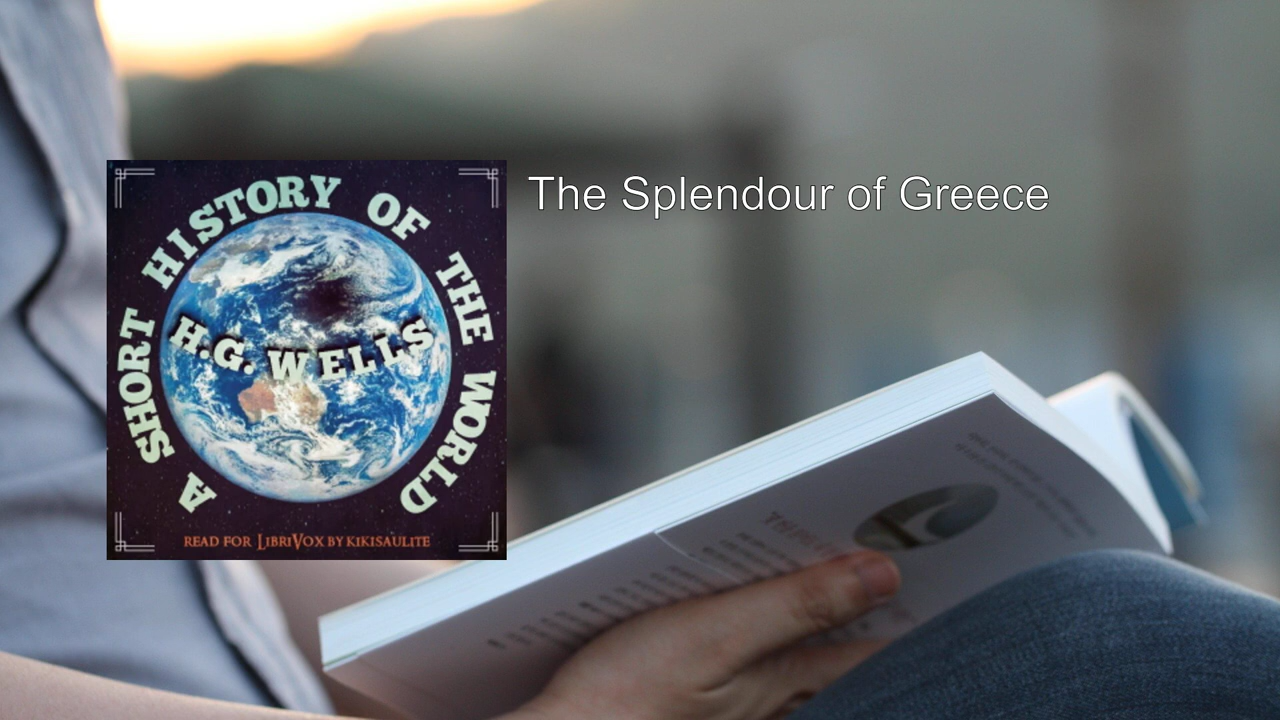 The Splendour of Greece
A SHORT HISTORY OF THE WORLD
H.G. WELLS
READ FOR LIBRIVOX BY KIKISAULITE